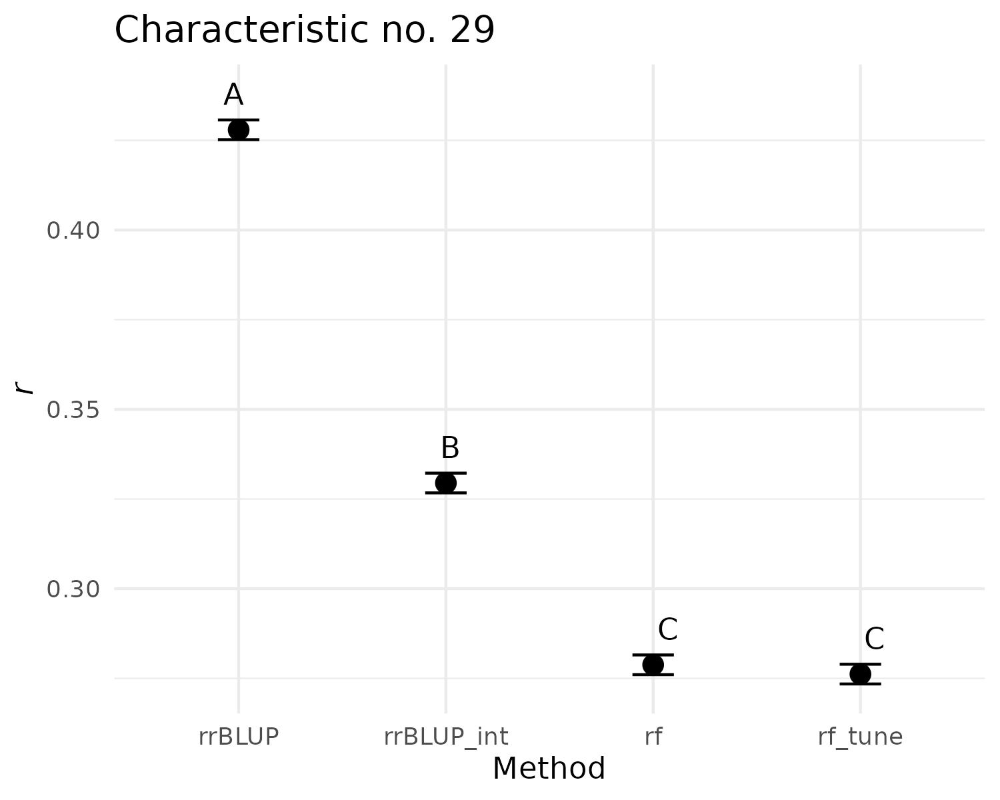 Characteristic no. 29
A
B
C
C
r
0.40
0.35
0.30
rrBLUP
rrBLUP_int
rf
rf_tune
Method